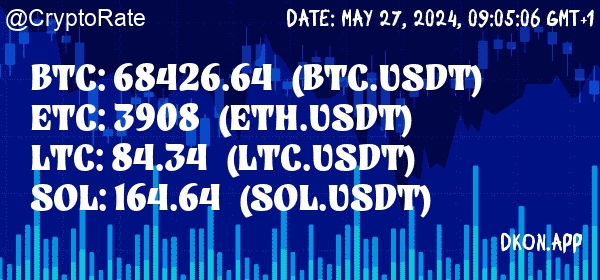 @CryptoRate
DATE: MAY 27, 2024, 09:05:06 GMT+1
BTC: 68426.64 (BTC.USDT)
ETC: 3908 (ETH.USDT)
LTC: 84.34 (LTC.USDT)
SOL: 164.64 (SOL.USDT)
DKON.APP